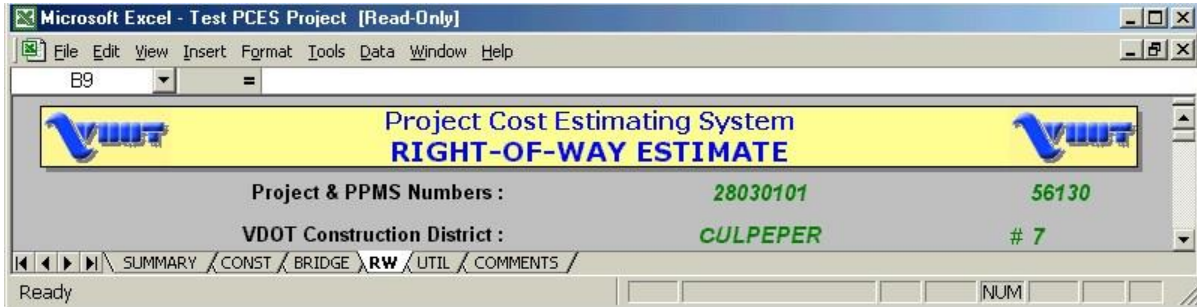 Microsoft Excel - Test PCES Project [Read-Only]
File Edit View Insert Format Tools Data Window Help
B9 =
VDOT Project Cost Estimating System VDOT
RIGHT-OF-WAY ESTIMATE
Project & PPMS Numbers : 28030101 56130
VDOT Construction District : CULPEPER # 7
SUMMARY CONST BRIDGE RW UTIL COMMENTS
Ready NUM